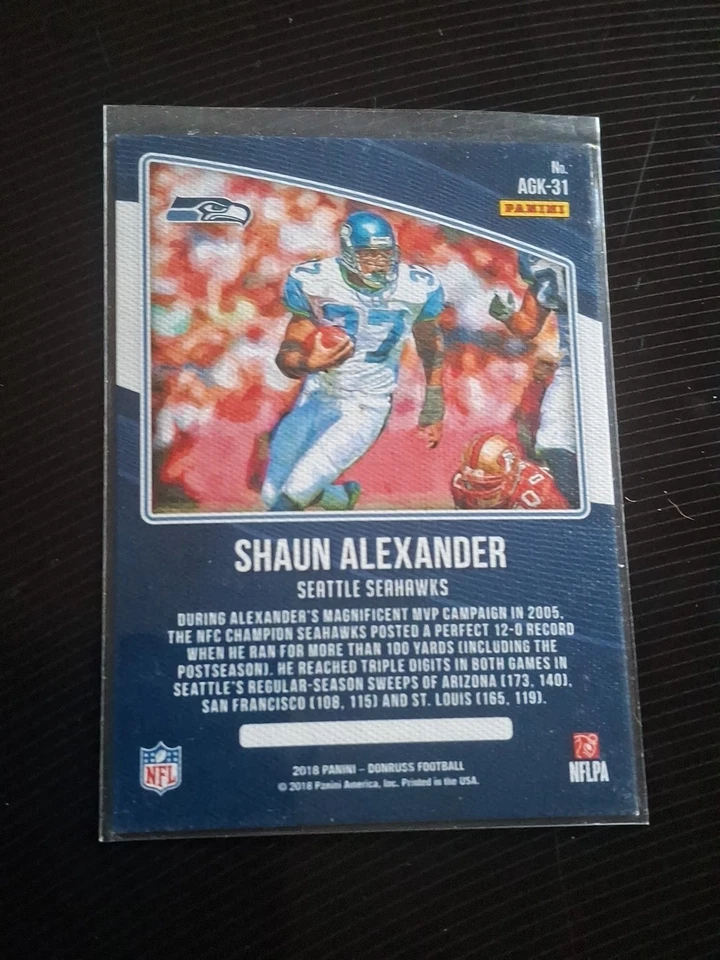 No.
AGK-31
PANINI
37
37
SHAUN ALEXANDER
SEATTLE SEAHAWKS
DURING ALEXANDER'S MAGNIFICENT MVP CAMPAIGN IN 2005,
THE NFC CHAMPION SEAHAWKS POSTED A PERFECT 12-0 RECORD
WHEN HE RAN FOR MORE THAN 100 YARDS (INCLUDING THE
POSTSEASON). HE REACHED TRIPLE DIGITS IN BOTH GAMES IN
SEATTLE'S REGULAR-SEASON SWEEPS OF ARIZONA (173, 140),
SAN FRANCISCO (108, 115) AND ST. LOUIS (165, 119).
NFL
NFLPA
2018 PANINI – DONRUSS FOOTBALL
© 2018 Panini America, Inc. Printed in the USA.